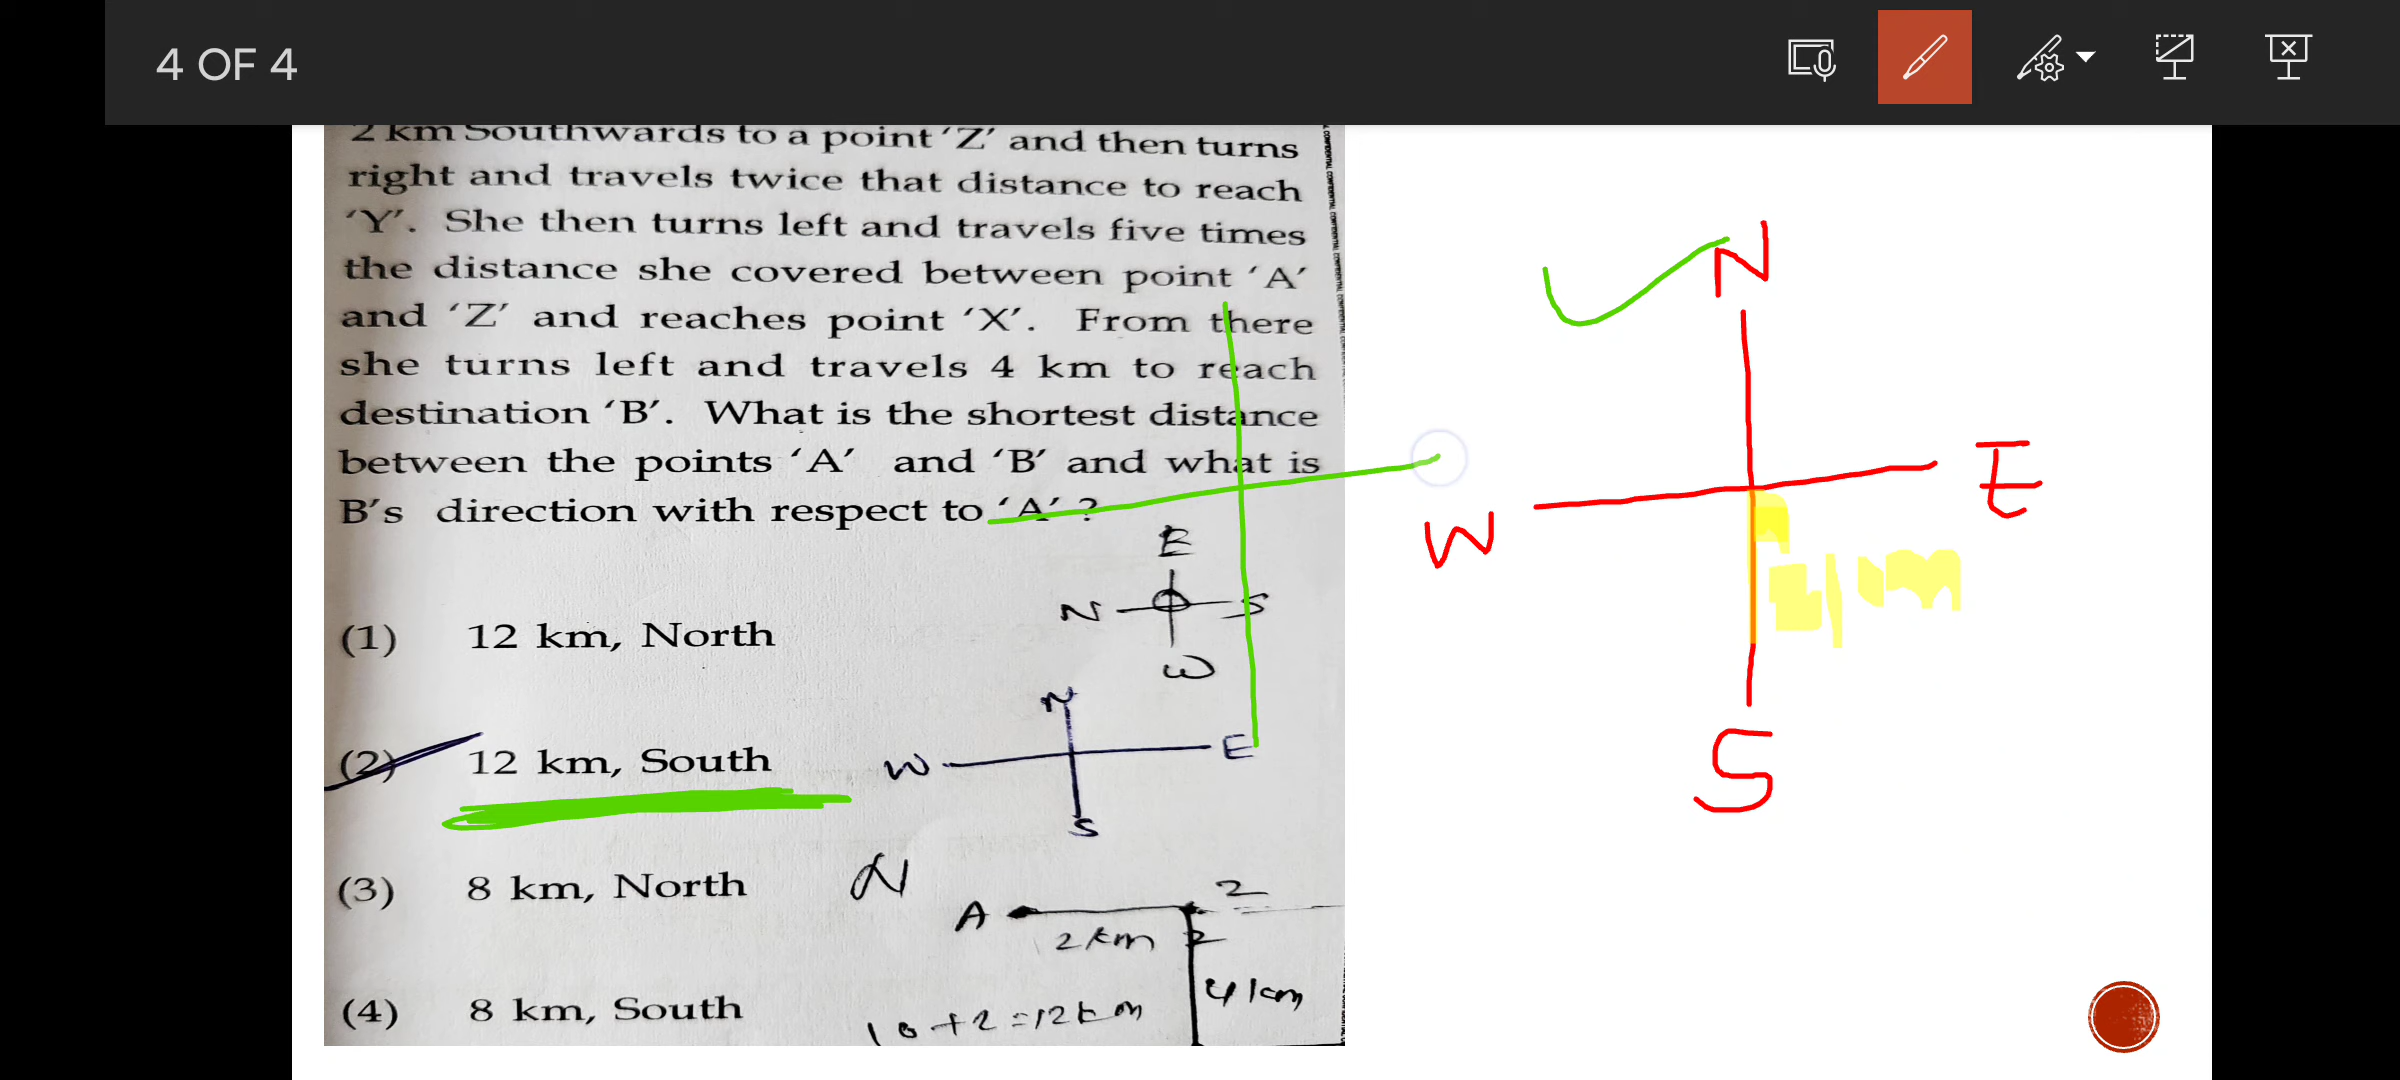 4 OF 4
2 km Southwards to a point 'Z' and then turns
right and travels twice that distance to reach
'Y'. She then turns left and travels five times
the distance she covered between point 'A'
and 'Z' and reaches point 'X'. From there
she turns left and travels 4 km to reach
destination 'B'. What is the shortest distance
between the points 'A' and 'B' and what is
B's direction with respect to 'A' ?
E
N S
W
(1) 12 km, North
N
W E
S
(2) 12 km, South
(3) 8 km, North
N
A 2 km
4 km
(4) 8 km, South
10+2=12km
N
W E
4km
S